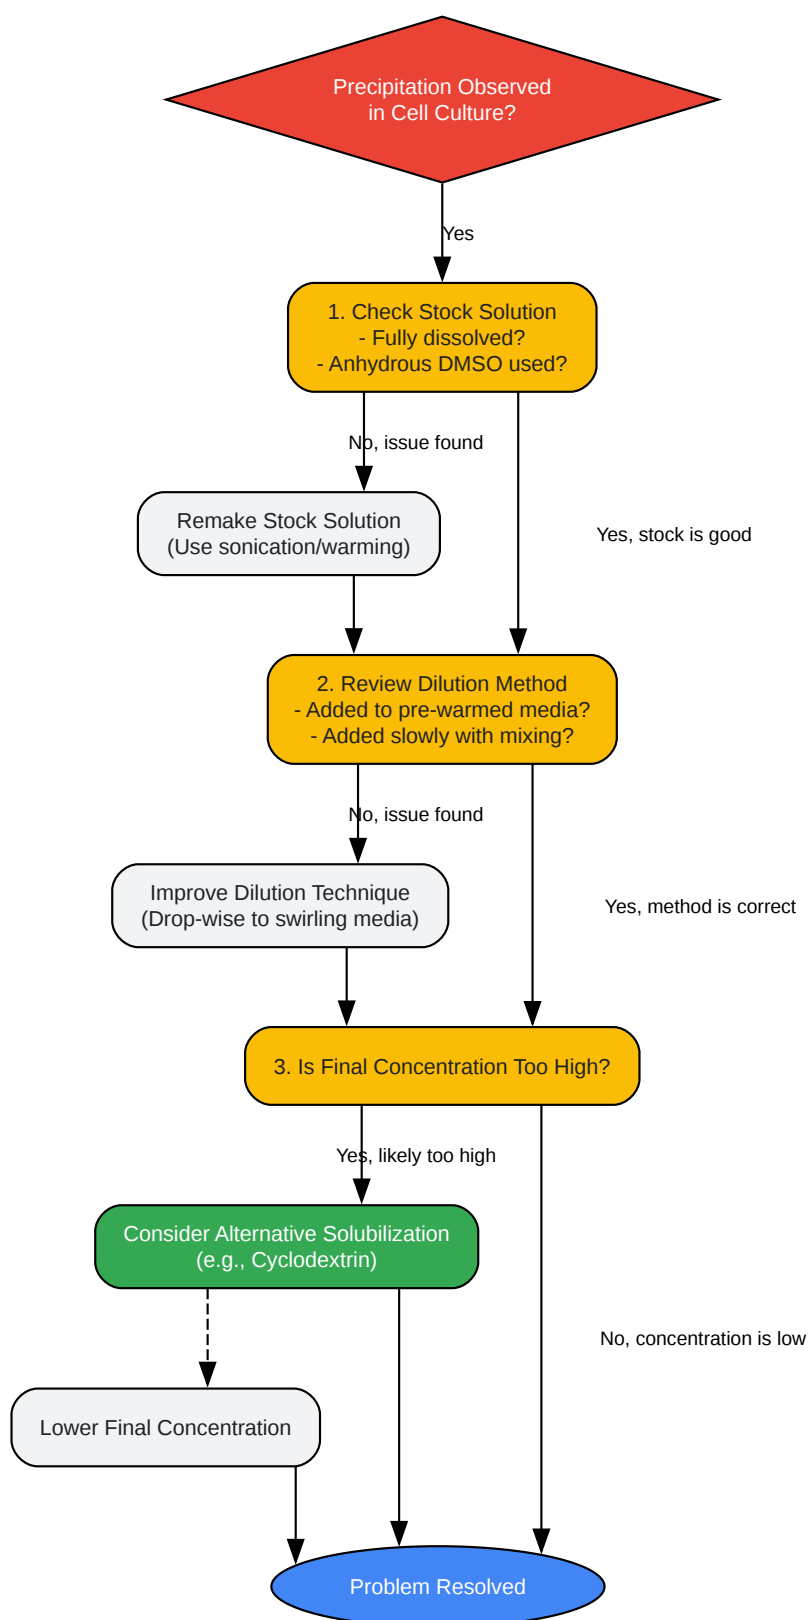 Precipitation Observed
in Cell Culture?
Yes
1. Check Stock Solution
- Fully dissolved?
- Anhydrous DMSO used?
No, issue found
Remake Stock Solution
(Use sonication/warming)
Yes, stock is good
2. Review Dilution Method
- Added to pre-warmed media?
- Added slowly with mixing?
No, issue found
Improve Dilution Technique
(Drop-wise to swirling media)
Yes, method is correct
3. Is Final Concentration Too High?
Yes, likely too high
Consider Alternative Solubilization
(e.g., Cyclodextrin)
No, concentration is low
Lower Final Concentration
Problem Resolved